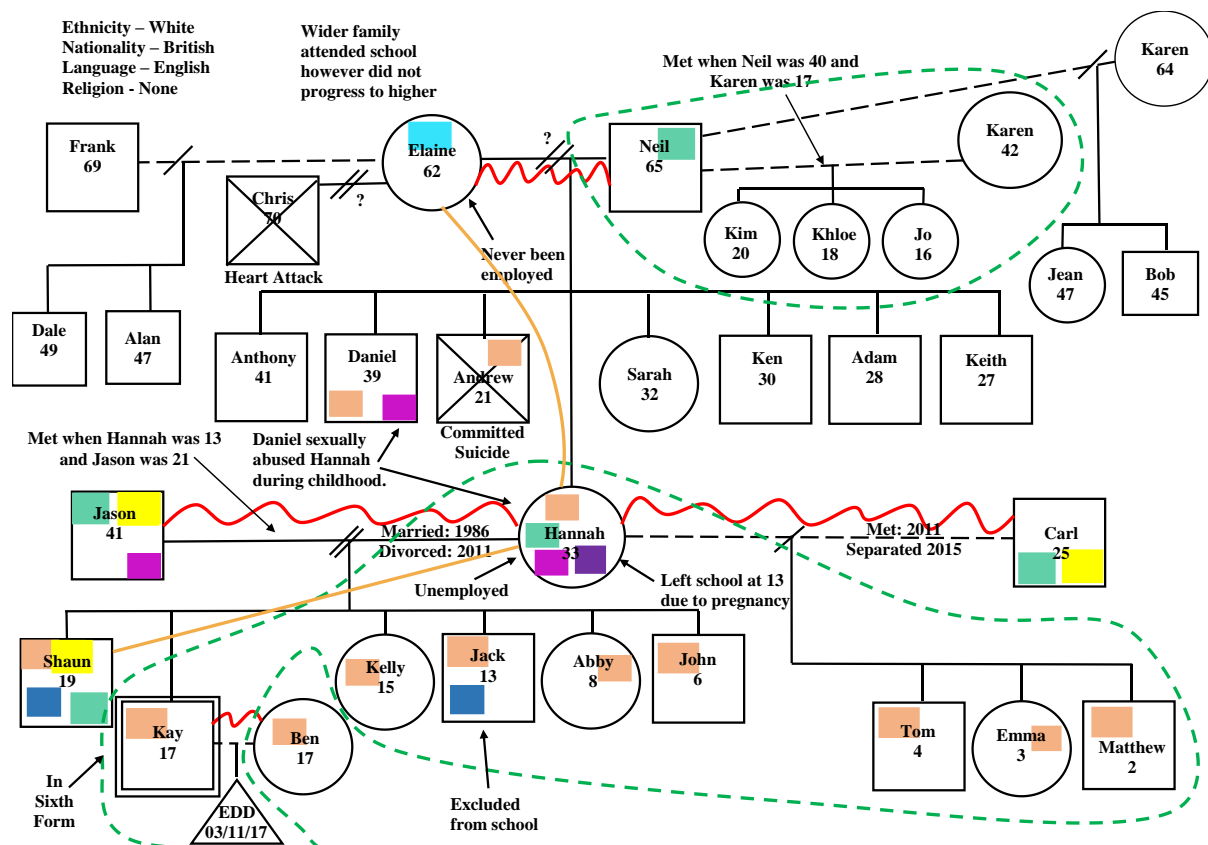 Ethnicity – White
Nationality – British
Language – English
Religion - None
Wider family
attended school
however did not
progress to higher
Met when Neil was 40 and
Karen was 17
Karen
64
Frank
69
Elaine
62
?
Neil
65
Karen
42
Chris
70
?
Heart Attack
Never been
employed
Kim
20
Khloe
18
Jo
16
Jean
47
Bob
45
Dale
49
Alan
47
Anthony
41
Daniel
39
Andrew
21
Committed
Suicide
Sarah
32
Ken
30
Adam
28
Keith
27
Met when Hannah was 13
and Jason was 21
Daniel sexually
abused Hannah
during childhood.
Jason
41
Married: 1986
Divorced: 2011
Hannah
33
Met: 2011
Separated 2015
Carl
25
Unemployed
Left school at 13
due to pregnancy
Shaun
19
Kay
17
Ben
17
Kelly
15
Jack
13
Abby
8
John
6
Tom
4
Emma
3
Matthew
2
In
Sixth
Form
EDD
03/11/17
Excluded
from school